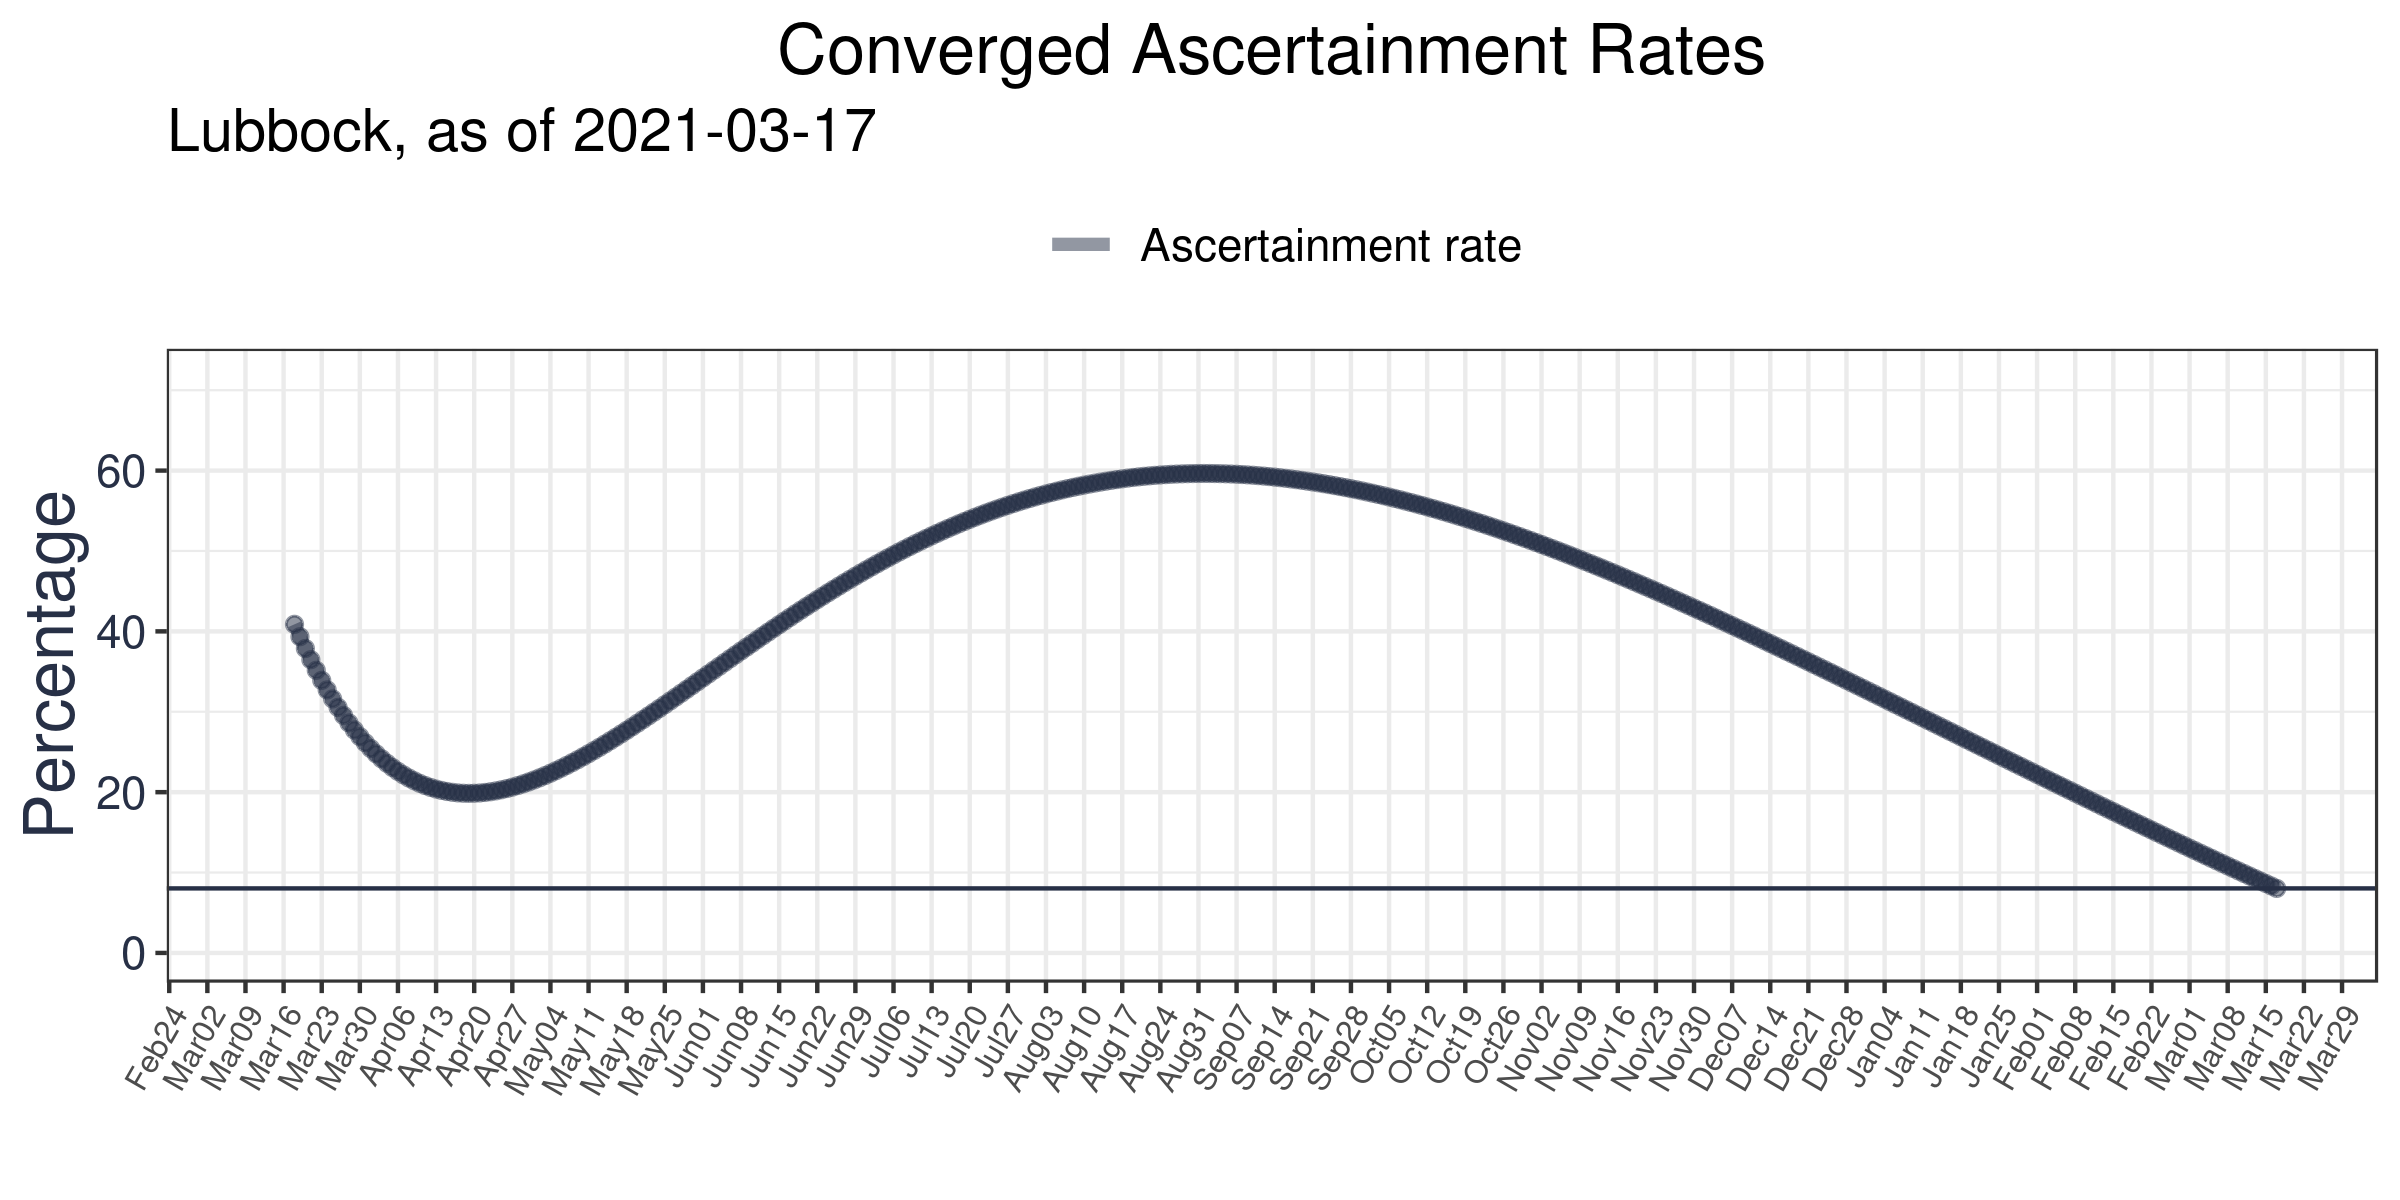 Converged Ascertainment Rates
Lubbock, as of 2021-03-17
Ascertainment rate
Percentage
60
40
20
0
Feb24 Mar02 Mar09 Mar16 Mar23 Mar30 Apr06 Apr13 Apr20 Apr27 May04 May11 May18 May25 Jun01 Jun08 Jun15 Jun22 Jun29 Jul06 Jul13 Jul20 Jul27 Aug03 Aug10 Aug17 Aug24 Aug31 Sep07 Sep14 Sep21 Sep28 Oct05 Oct12 Oct19 Oct26 Nov02 Nov09 Nov16 Nov23 Nov30 Dec07 Dec14 Dec21 Dec28 Jan04 Jan11 Jan18 Jan25 Feb01 Feb08 Feb15 Feb22 Mar01 Mar08 Mar15 Mar22 Mar29